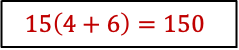 15(4 + 6) = 150